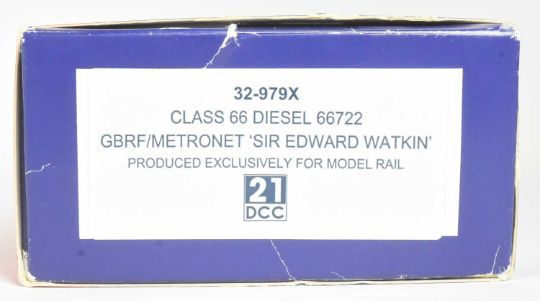 32-979X
CLASS 66 DIESEL 66722
GBRF/METRONET ‘SIR EDWARD WATKIN’
PRODUCED EXCLUSIVELY FOR MODEL RAIL
21
DCC